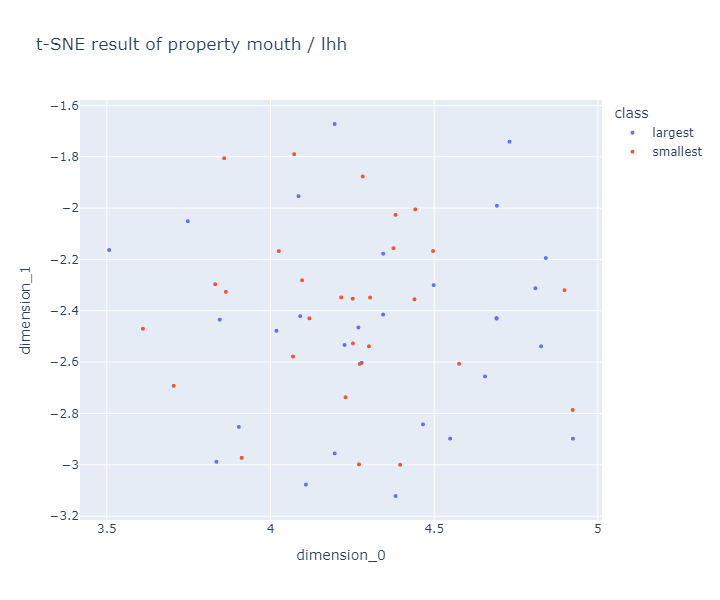 t-SNE result of property mouth / lhh
class
largest
smallest
−1.6
−1.8
−2
−2.2
−2.4
−2.6
−2.8
−3
−3.2
3.5
4
4.5
5
dimension_0
dimension_1